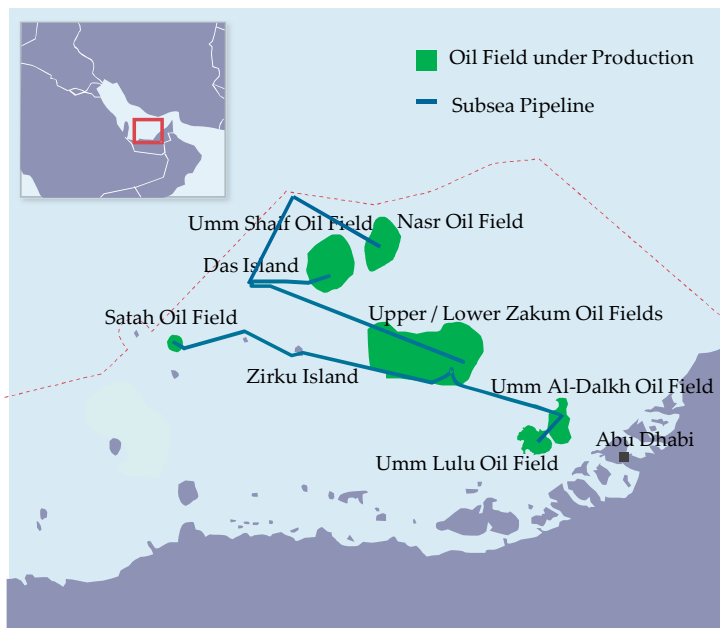 Oil Field under Production
Subsea Pipeline
Umm Shaif Oil Field
Nasr Oil Field
Das Island
Satah Oil Field
Upper / Lower Zakum Oil Fields
Zirku Island
Umm Al-Dalkh Oil Field
Abu Dhabi
Umm Lulu Oil Field